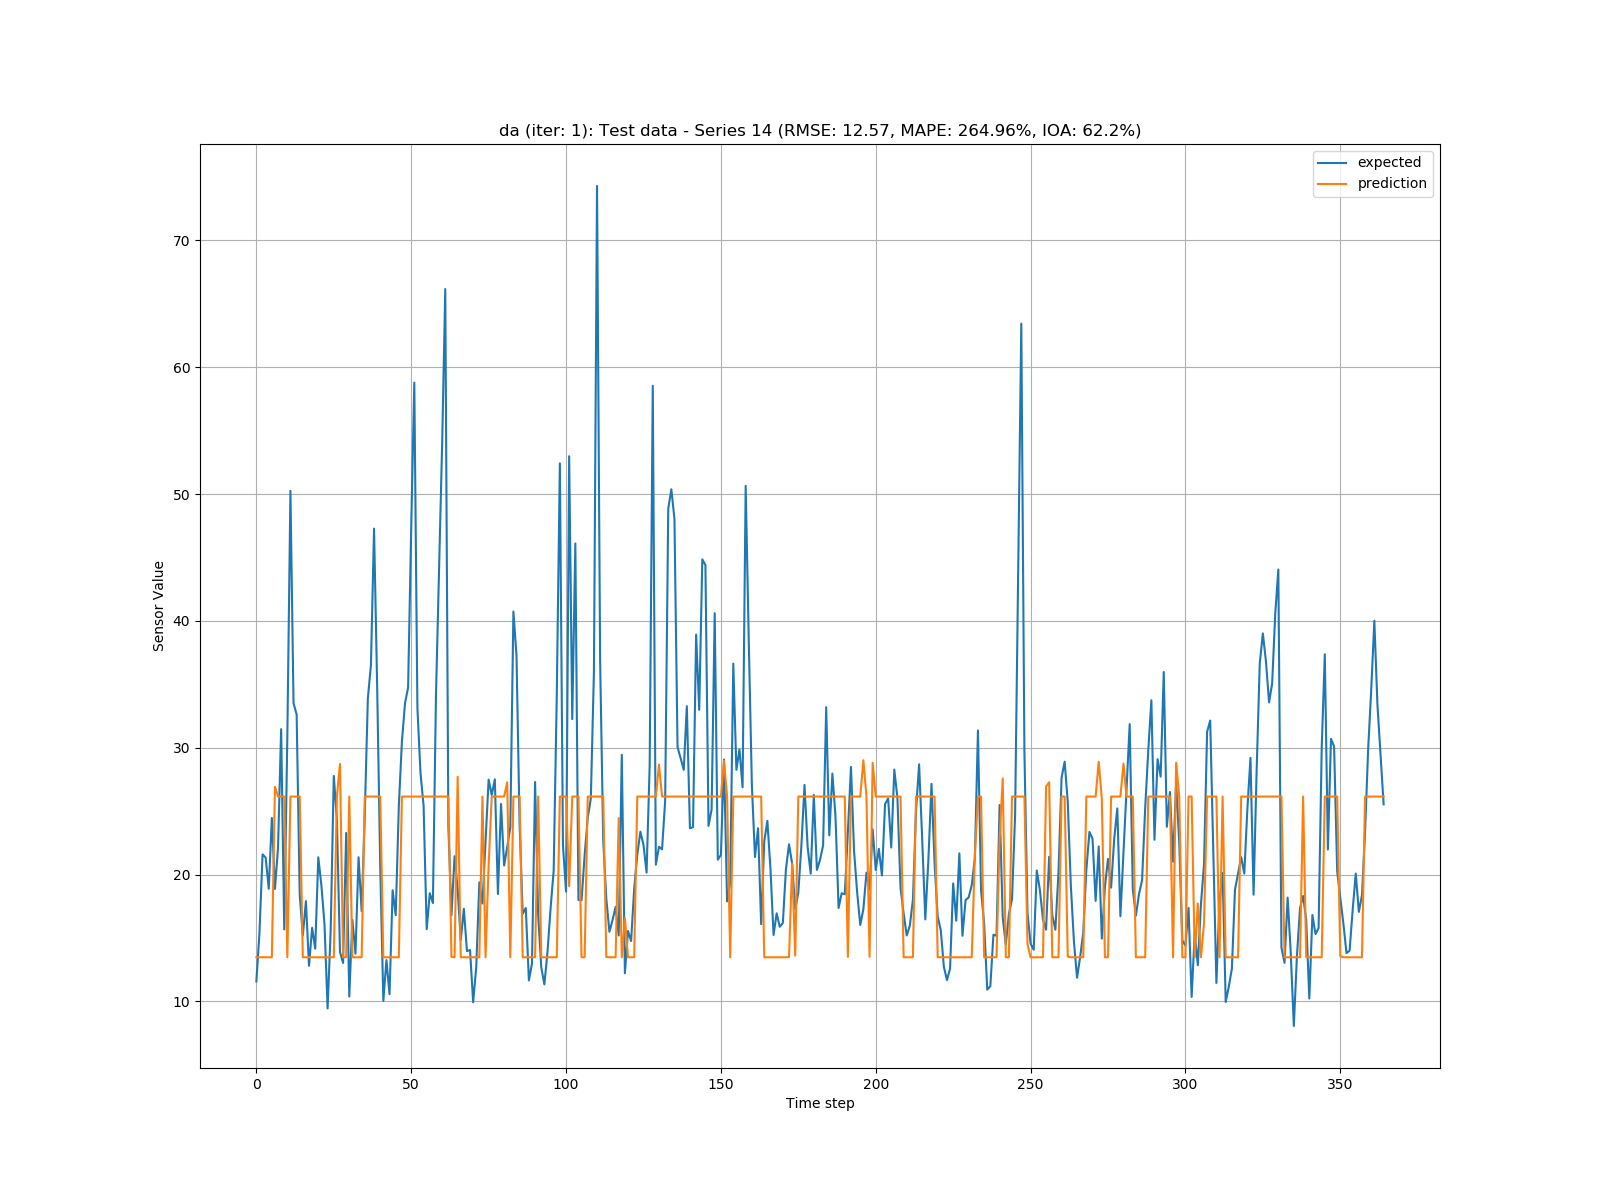 da (iter: 1): Test data - Series 14 (RMSE: 12.57, MAPE: 264.96%, IOA: 62.2%)
expected
prediction
70
60
50
40
30
20
10
Sensor Value
0 50 100 150 200 250 300 350
Time step